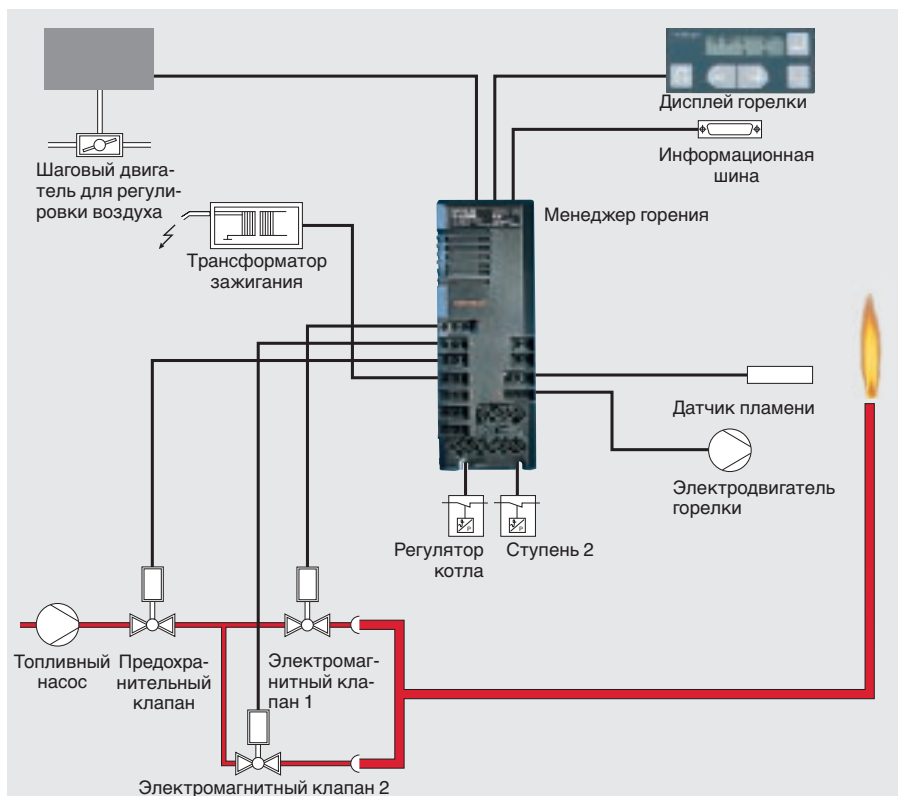 Дисплей горелки
Информационная
шина
Шаговый двига-
тель для регули-
ровки воздуха
Менеджер горения
Трансформатор
зажигания
Датчик пламени
Электродвигатель
горелки
Регулятор
котла
Ступень 2
P
P
Топливный
насос
Предохра-
нительный
клапан
Электромаг-
нитный кла-
пан 1
Электромагнитный клапан 2